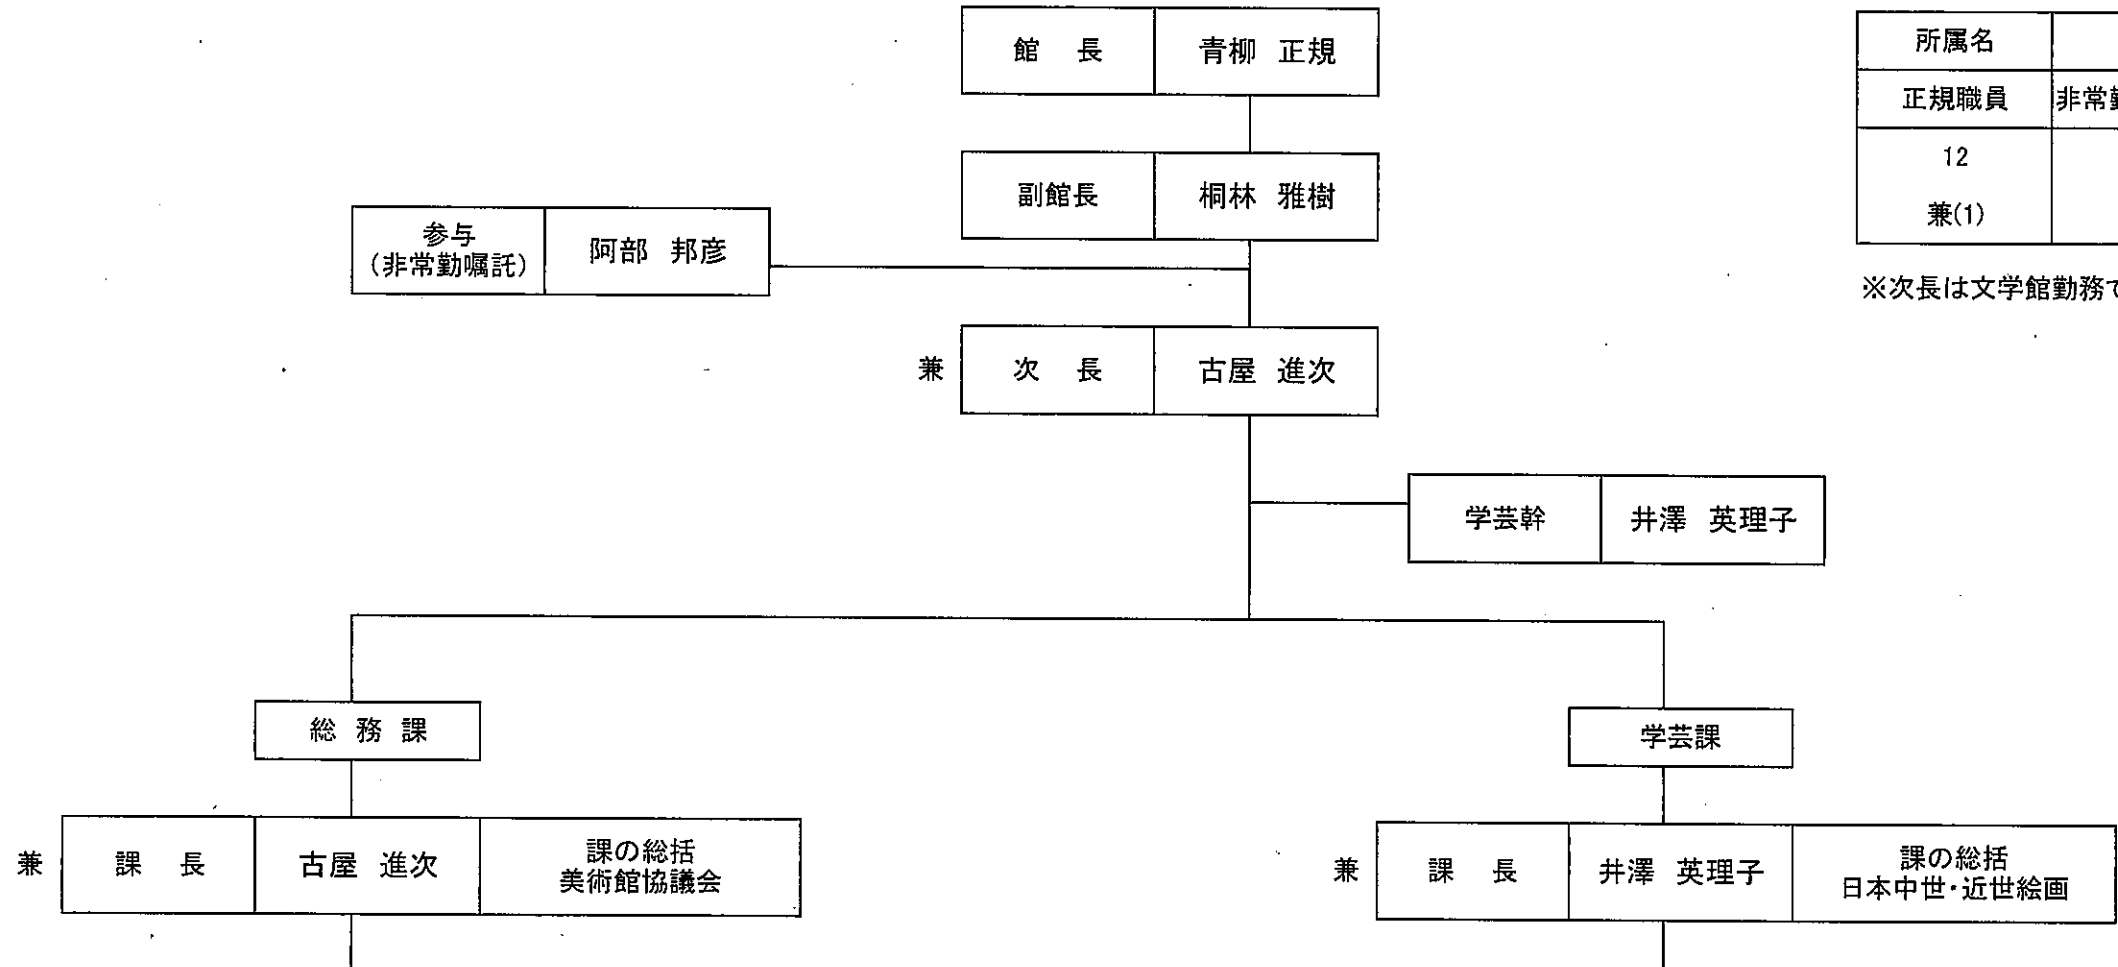 館 長 青柳 正規
所属名
正規職員 非常
12
兼(1)
副館長 桐林 雅樹
参与
(非常勤嘱託)
阿部 邦彦
※次長は文学館勤務で
兼 次 長 古屋 進次
学芸幹 井澤 英理子
総 務 課
学芸課
兼 課 長 古屋 進次
課の総括
美術館協議会
兼 課 長 井澤 英理子
課の総括
日本中世・近世絵画